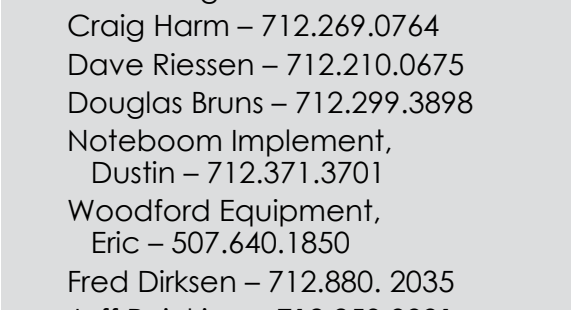 Craig Harm – 712.269.0764
Dave Riessen – 712.210.0675
Douglas Bruns – 712.299.3898
Noteboom Implement,
Dustin – 712.371.3701
Woodford Equipment,
Eric – 507.640.1850
Fred Dirksen – 712.880. 2035